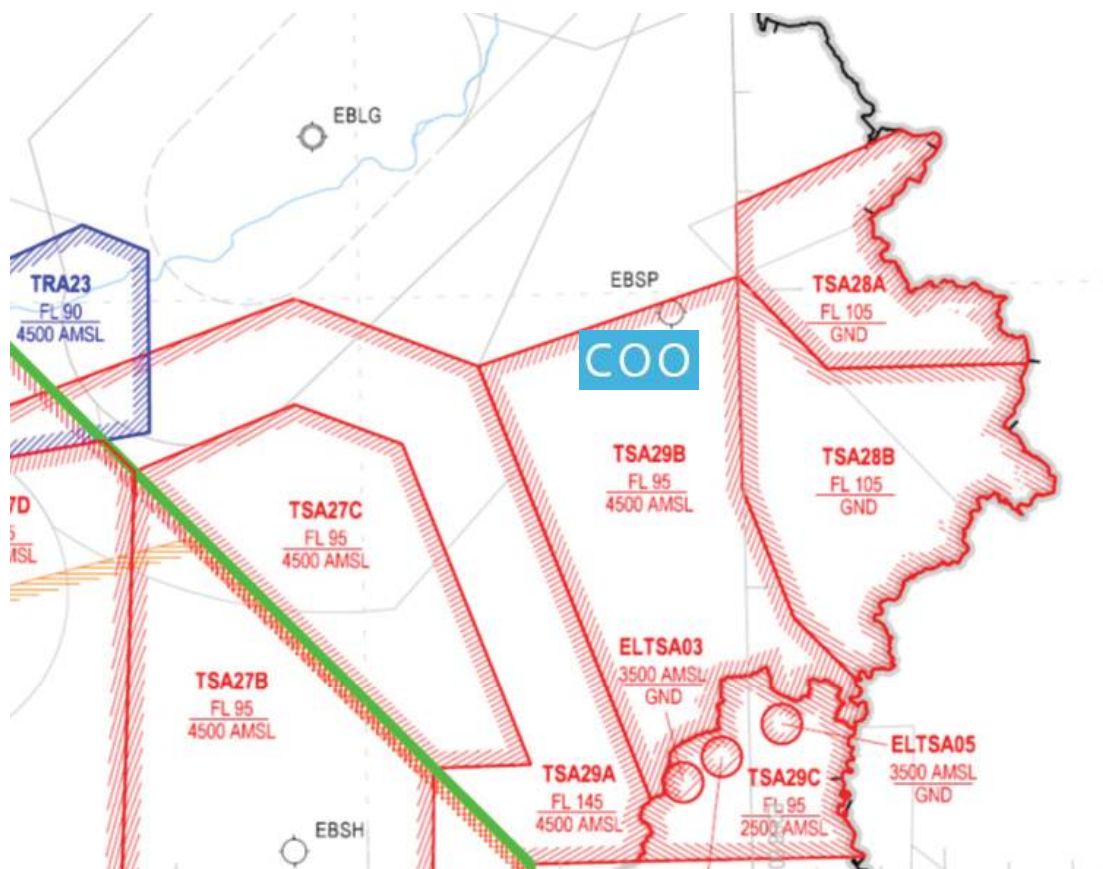 EBLG
TRA23
FL 90
4500 AMSL
EBSP
TSA28A
FL 105
GND
COO
TSA29B
FL 95
4500 AMSL
TSA28B
FL 105
GND
7D
TSA27C
FL 95
4500 AMSL
ELTSA03
3500 AMSL
GND
TSA27B
FL 95
4500 AMSL
ELTSA05
3500 AMSL
GND
TSA29A
FL 145
4500 AMSL
TSA29C
FL 95
2500 AMSL
EBSH